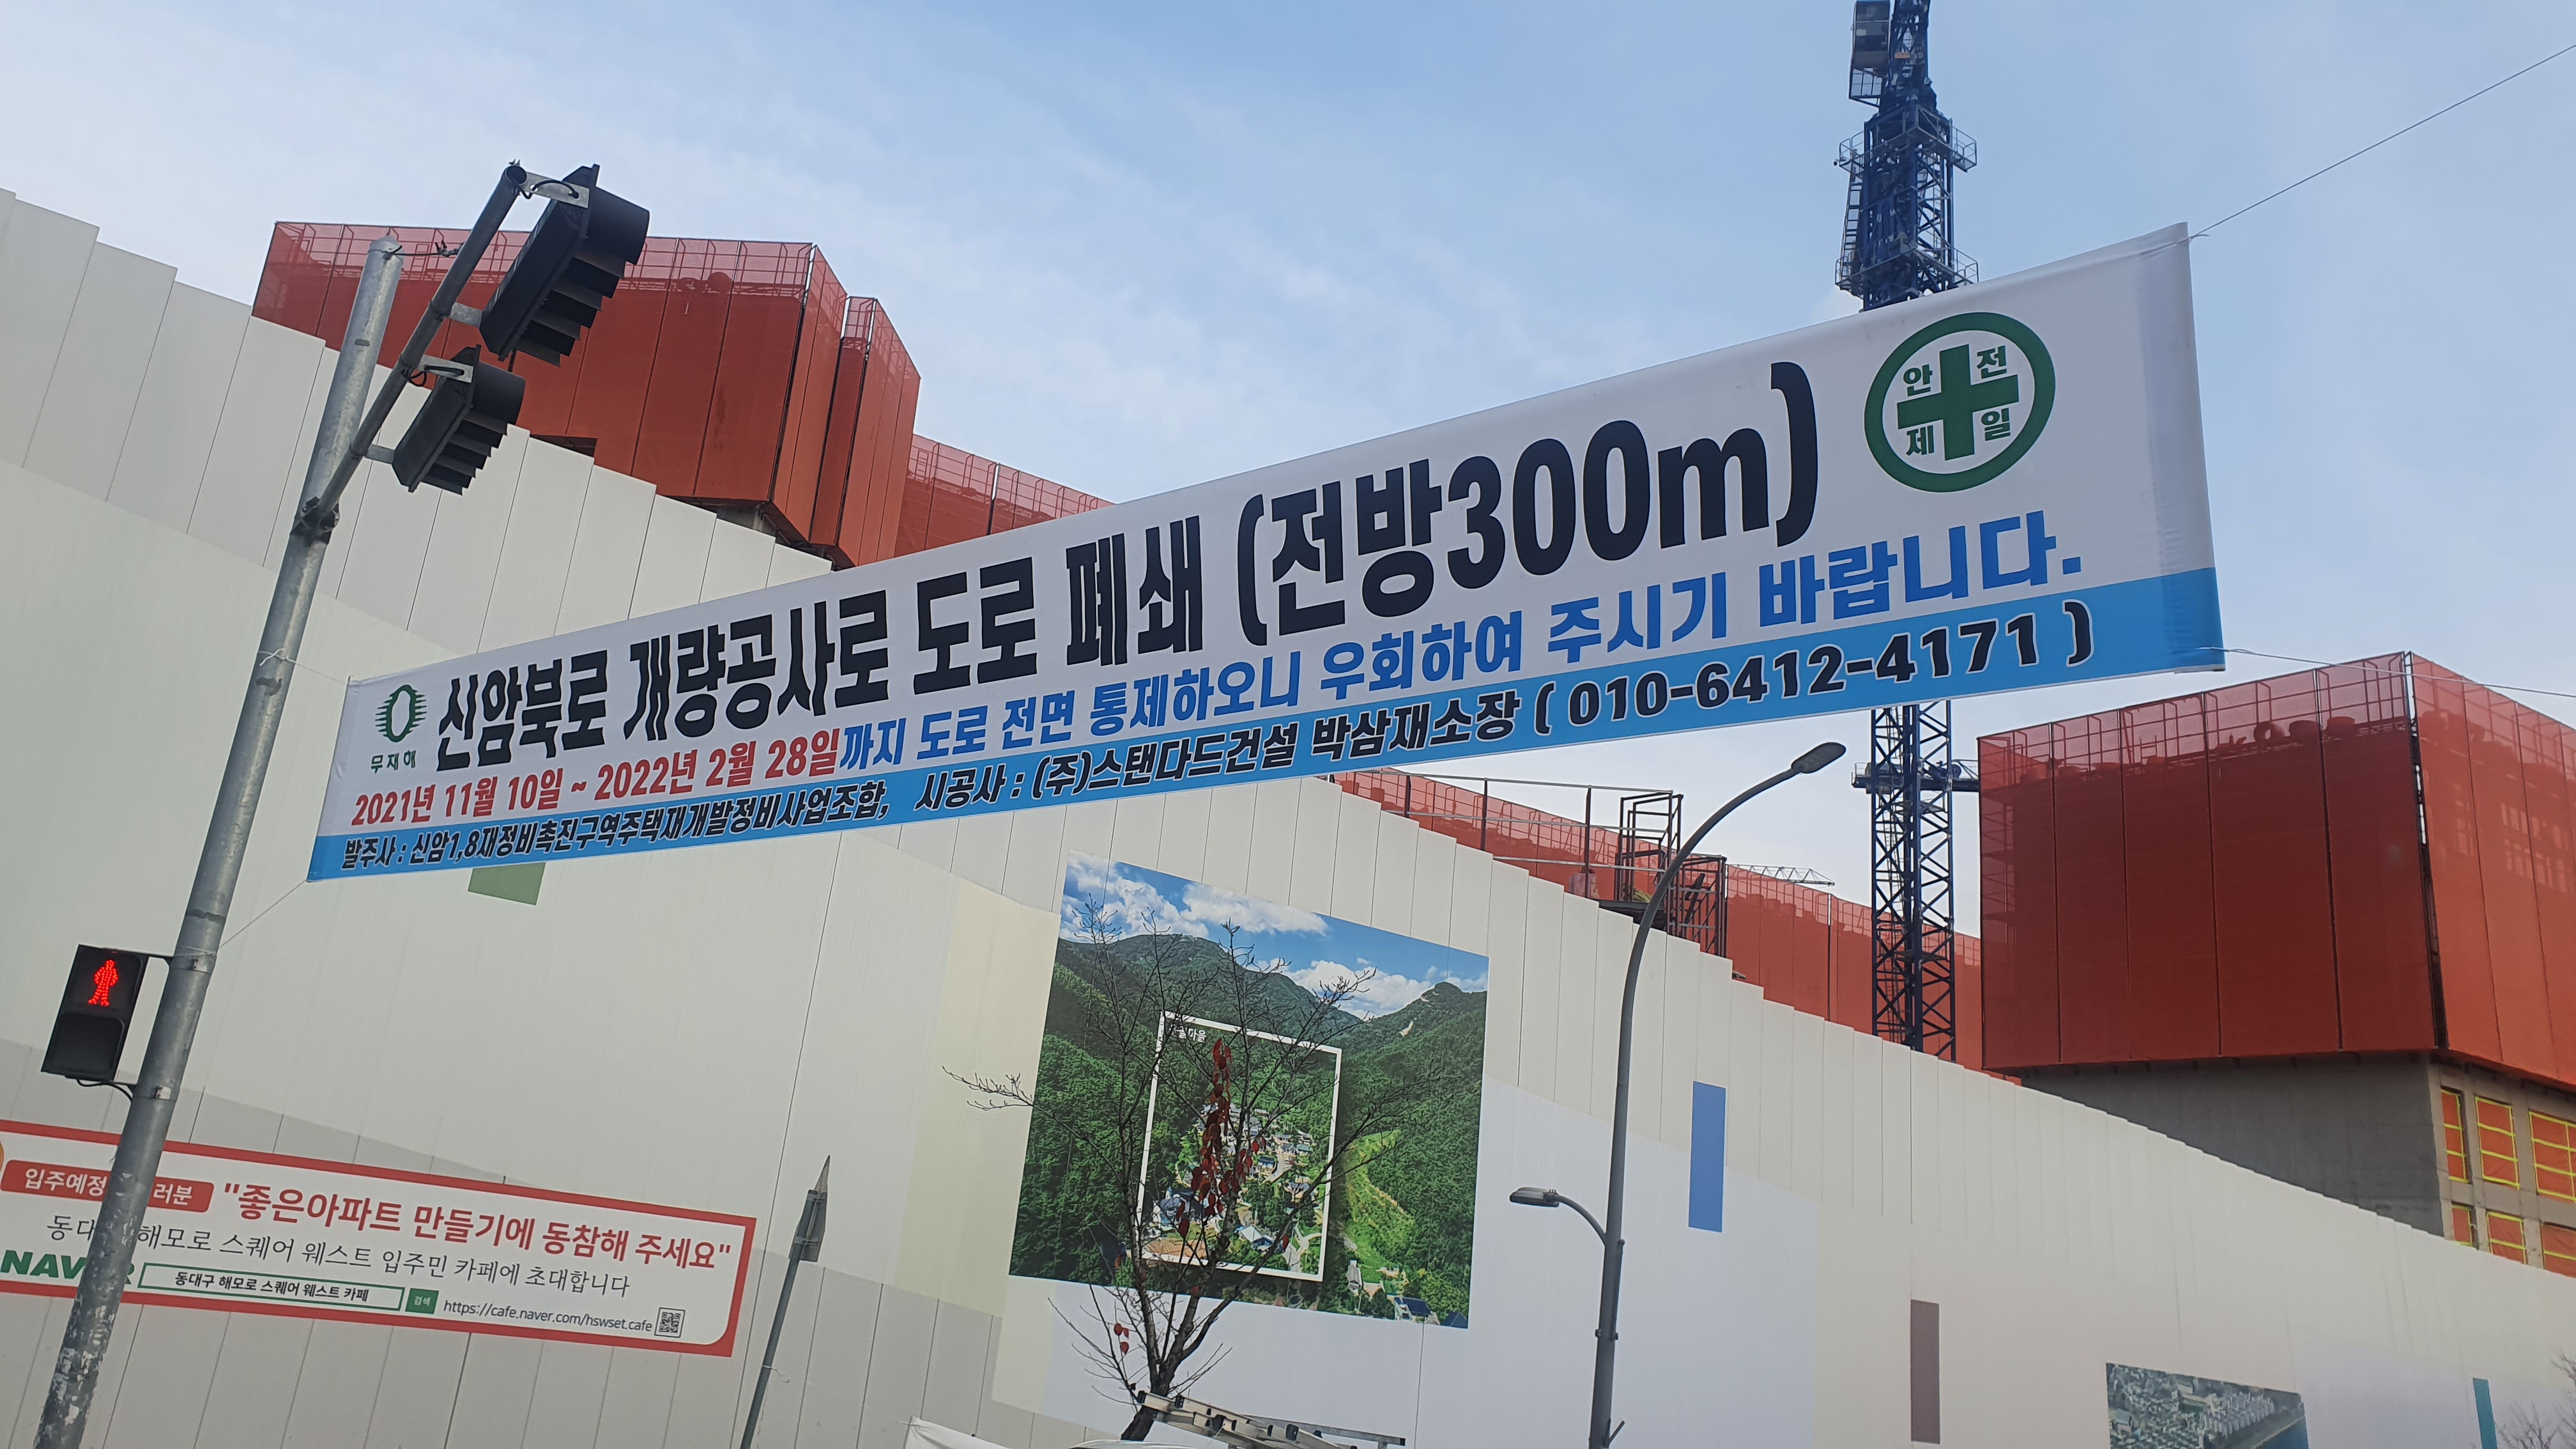 신암북로 개량공사로 도로 폐쇄 (전방300m)
안전
제일
무재해
2021년 11월 10일 ~ 2022년 2월 28일까지 도로 전면 통제하오니 우회하여 주시기 바랍니다.
발주사 : 신암1,8재정비촉진구역주택재개발정비사업조합, 시공사 : (주)스탠다드건설 박삼재소장 ( 010-6412-4171 )
"좋은아파트 만들기에 동참해 주세요"
해모로 스퀘어 웨스트 입주민 카페에 초대합니다
NAVER
동대구 해모로 스퀘어 웨스트 카페
검색
https://cafe.naver.com/hswset.cafe